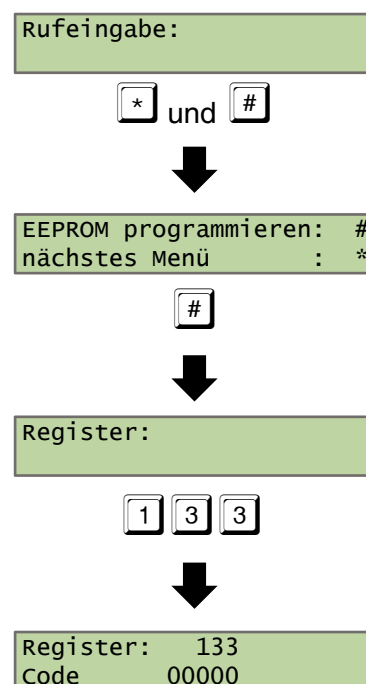 Rufeingabe:
* und #
EEPROM programmieren: #
nächstes Menü : *
#
Register:
1 3 3
Register: 133
Code 00000